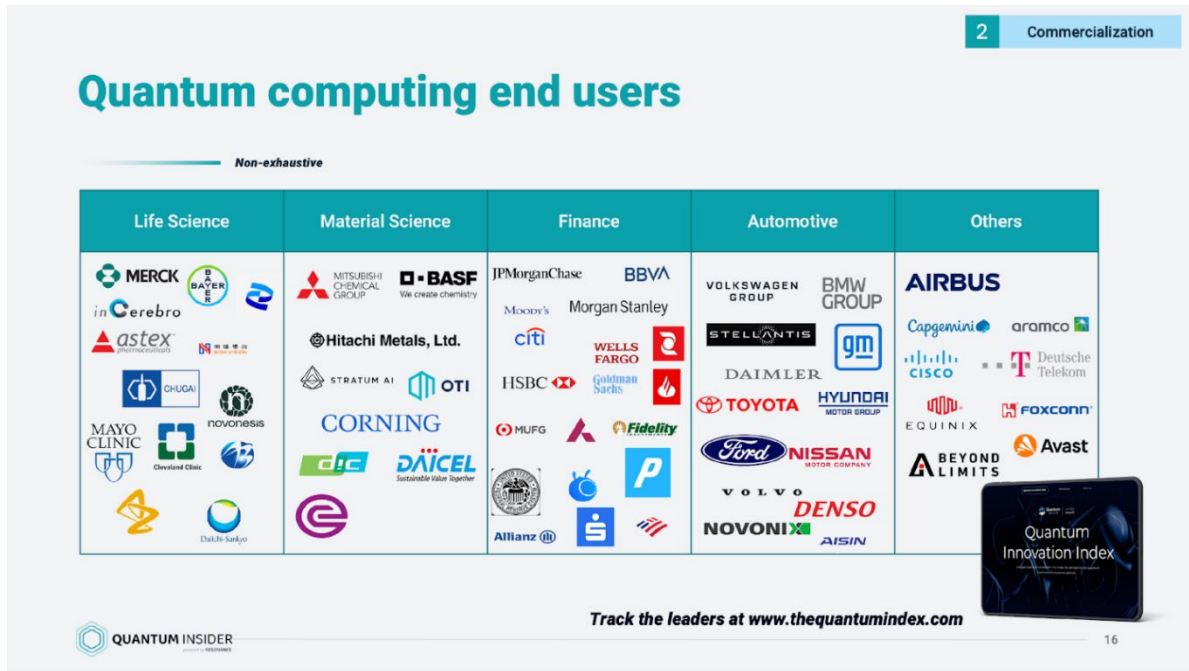 2
Commercialization
Quantum computing end users
Non-exhaustive
Life Science
Material Science
Finance
Automotive
Others
MERCK
BAYER
BAYER
inCerebro
astex
pharmaceuticals
CHUGAI
novonesis
MAYO
CLINIC
Cleveland Clinic
Daiichi-Sankyo
MITSUBISHI
CHEMICAL
GROUP
BASF
We create chemistry
Hitachi Metals, Ltd.
STRATUM AI
OTI
CORNING
dic
DAICEL
Sustainable Value Together
JPMorganChase
BBVA
Moody's
Morgan Stanley
citi
WELLS
FARGO
HSBC
Goldman
Sachs
MUFG
Fidelity
INVESTMENTS
P
Allianz
S
VOLKSWAGEN
GROUP
BMW
GROUP
STELLANTIS
gm
DAIMLER
TOYOTA
HYUNDAI
MOTOR GROUP
Ford
NISSAN
MOTOR COMPANY
VOLVO
DENSO
NOVONIX
AISIN
AIRBUS
Capgemini
aramco
CISCO
T
Deutsche
Telekom
EQUINIX
FOXCONN
BEYOND
LIMITS
Avast
Quantum
Innovation Index
Track the leaders at www.thequantumindex.com
QUANTUM INSIDER
16